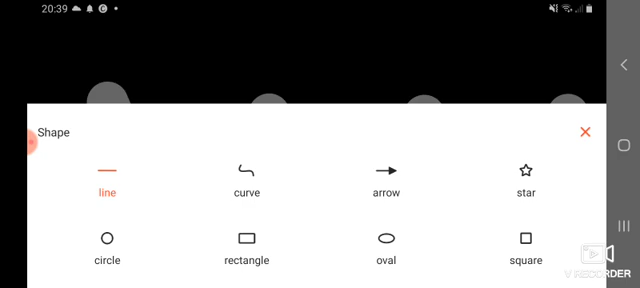 20:39
Shape
line curve arrow star
circle rectangle oval square
V RECORDER